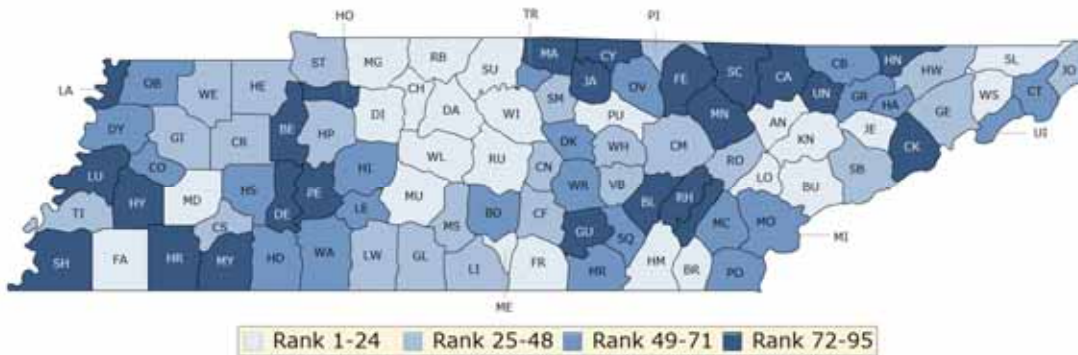 HO TR PI
ST MG RB SU MA CY JA OV FE SC CA CB HN HW SL JO
LA OB WE HE CH SM UN GR HA GE WS CT
DY GI CR BE HP DI DA WI PU MN AN KN JE UI
CO HI WL RU DK WH CM RO CK
LU HY MD HS DE PE LE MU CN WR VB BL RH LO BU SB
TI CS MS BD CF GU SQ MC MO MI
SH FA HR MY HD WA LW GL LI FR MR HM BR PO
ME
Rank 1-24 Rank 25-48 Rank 49-71 Rank 72-95